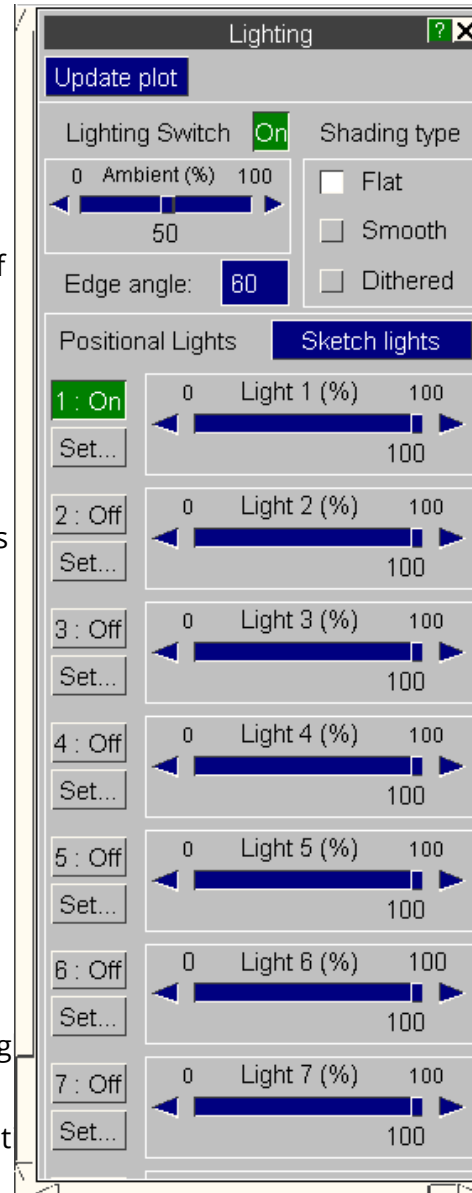 Lighting ? X
Update plot
Lighting Switch On Shading type
0 Ambient (%) 100
Flat
50
Smooth
Edge angle: 60
Dithered
f
Positional Lights Sketch lights
1 : On
0 Light 1 (%) 100
Set...
100
2 : Off
0 Light 2 (%) 100
s
Set...
100
3 : Off
0 Light 3 (%) 100
Set...
100
4 : Off
0 Light 4 (%) 100
Set...
100
5 : Off
0 Light 5 (%) 100
Set...
100
6 : Off
0 Light 6 (%) 100
Set...
100
g
7 : Off
0 Light 7 (%) 100
Set...
100
t